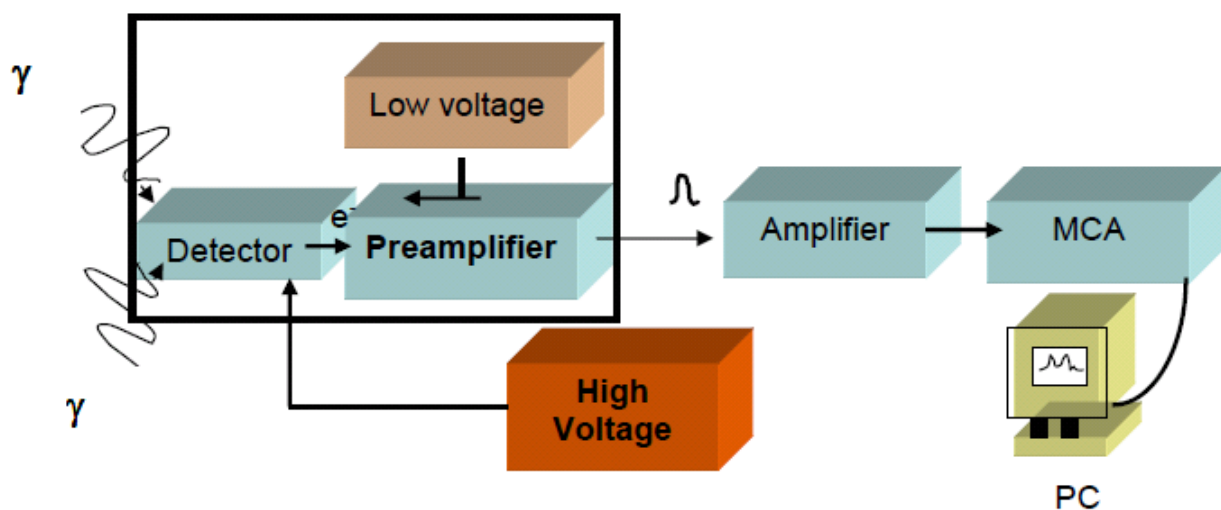 γ
Low voltage
e-
Detector
Preamplifier
Amplifier
MCA
High
Voltage
γ
PC